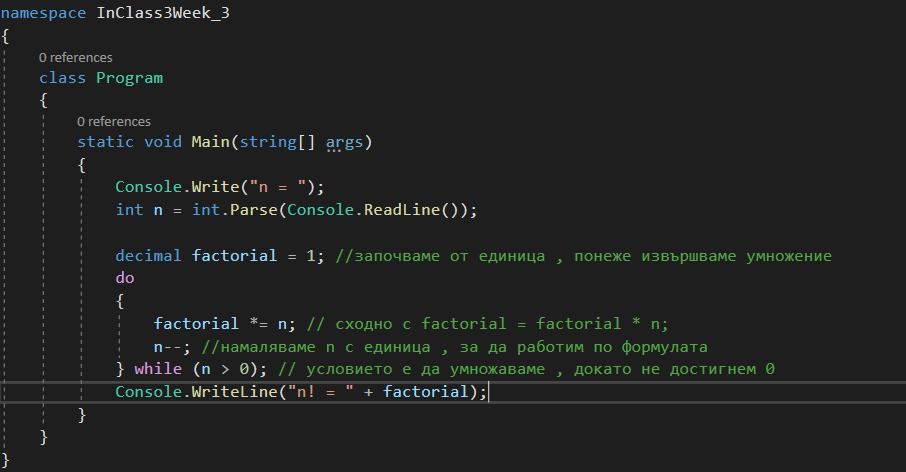 namespace InClass3Week_3
{
0 references
class Program
{
0 references
static void Main(string[] args)
{
Console.Write("n = ");
int n = int.Parse(Console.ReadLine());
decimal factorial = 1; //започваме от единица , понеже извършваме умножение
do
{
factorial *= n; // сходно с factorial = factorial * n;
n--; //намаляваме n с единица , за да работим по формулата
} while (n > 0); // условието е да умножаваме , докато не достигнем 0
Console.WriteLine("n! = " + factorial);
}
}
}